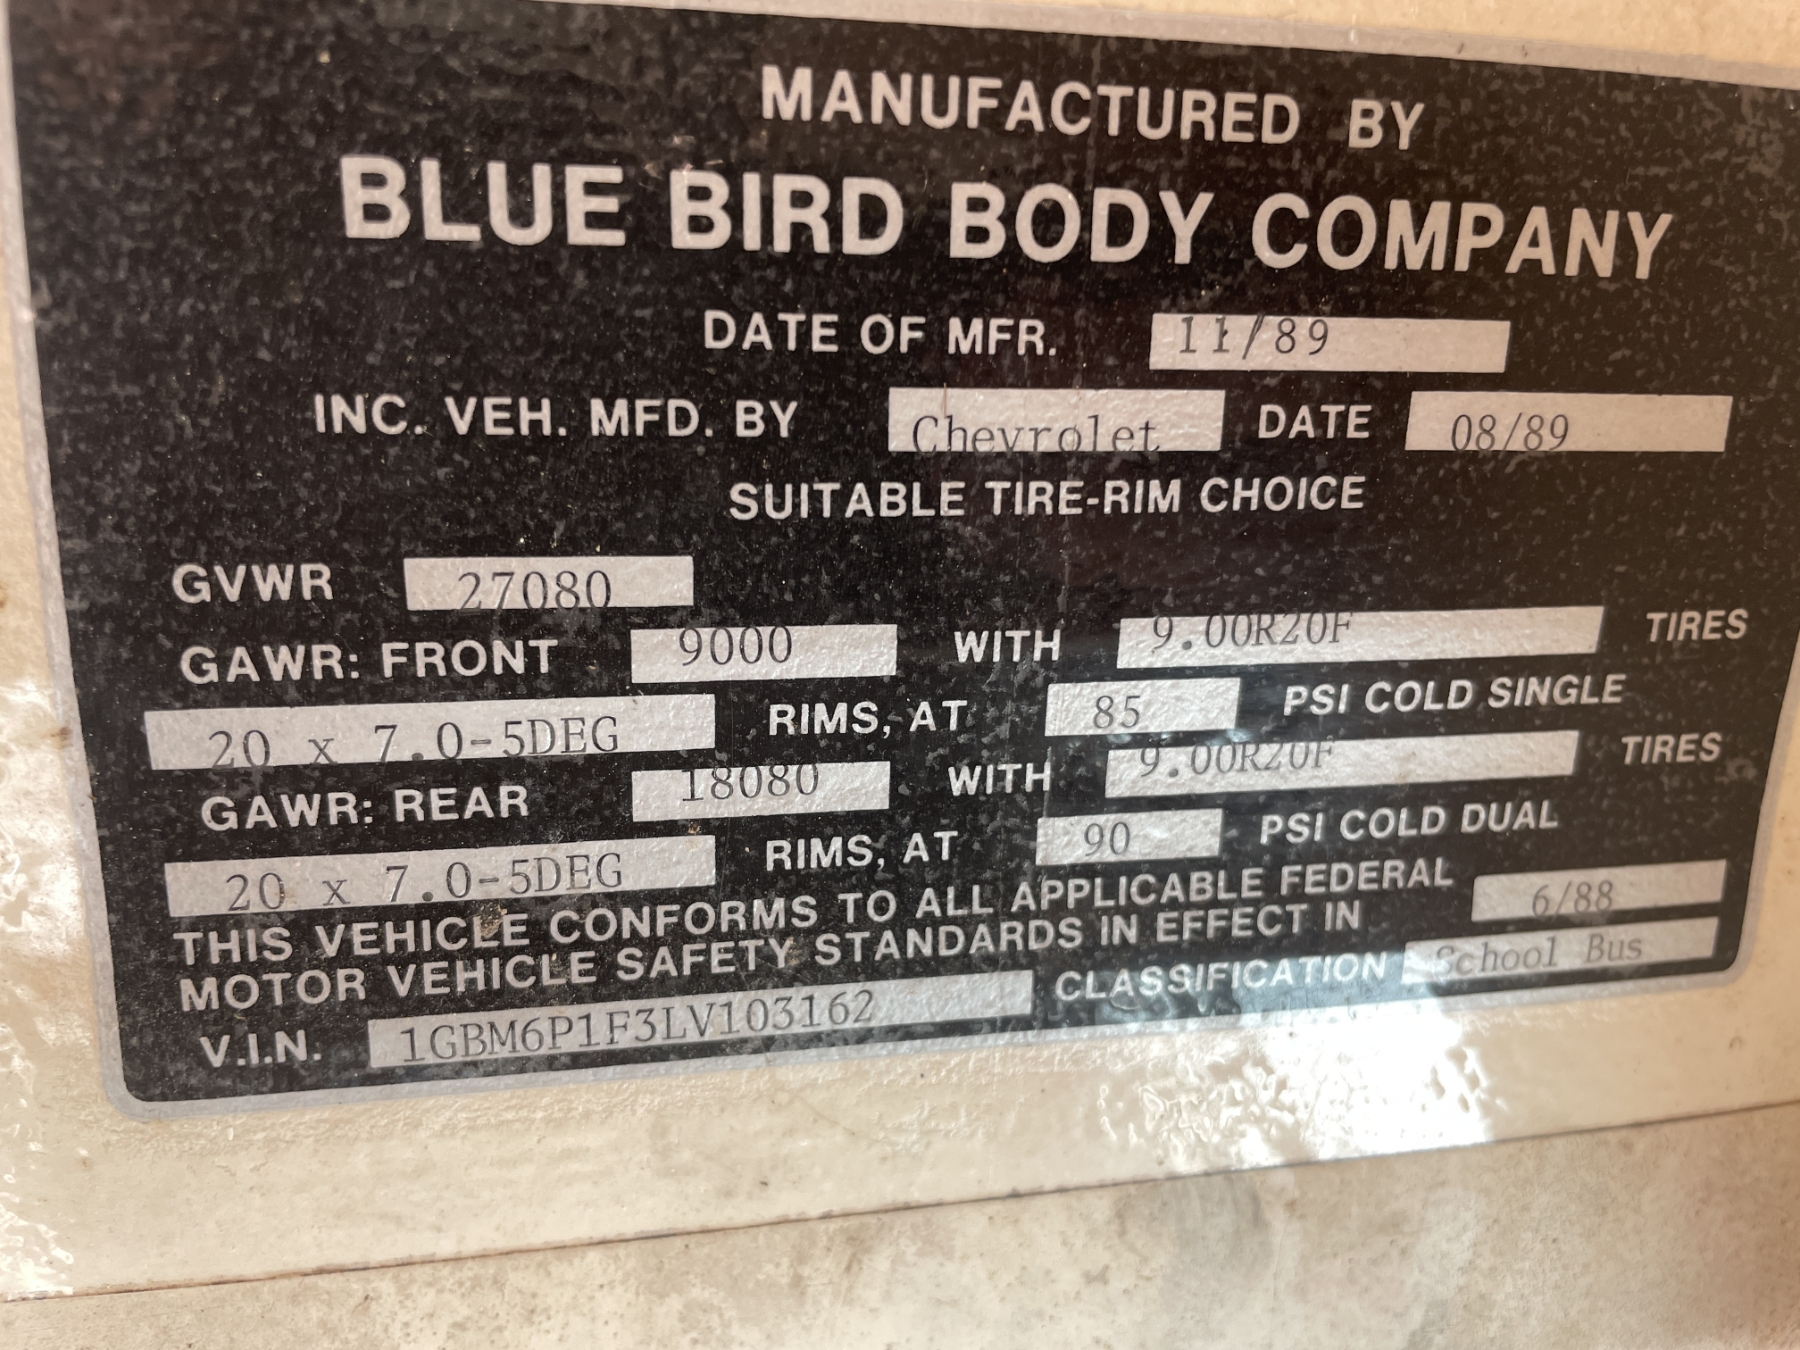 MANUFACTURED BY
BLUE BIRD BODY COMPANY
DATE OF MFR. 11/89
INC. VEH. MFD. BY Chevrolet DATE 08/89
SUITABLE TIRE-RIM CHOICE
GVWR 27080
GAWR: FRONT 9000 WITH 9.00R20F TIRES
20 x 7.0-5DEG RIMS, AT 85 PSI COLD SINGLE
GAWR: REAR 18080 WITH 9.00R20F TIRES
20 x 7.0-5DEG RIMS, AT 90 PSI COLD DUAL
THIS VEHICLE CONFORMS TO ALL APPLICABLE FEDERAL
MOTOR VEHICLE SAFETY STANDARDS IN EFFECT IN 6/88
V.I.N. 1GBM6P1F3LV103162 CLASSIFICATION School Bus